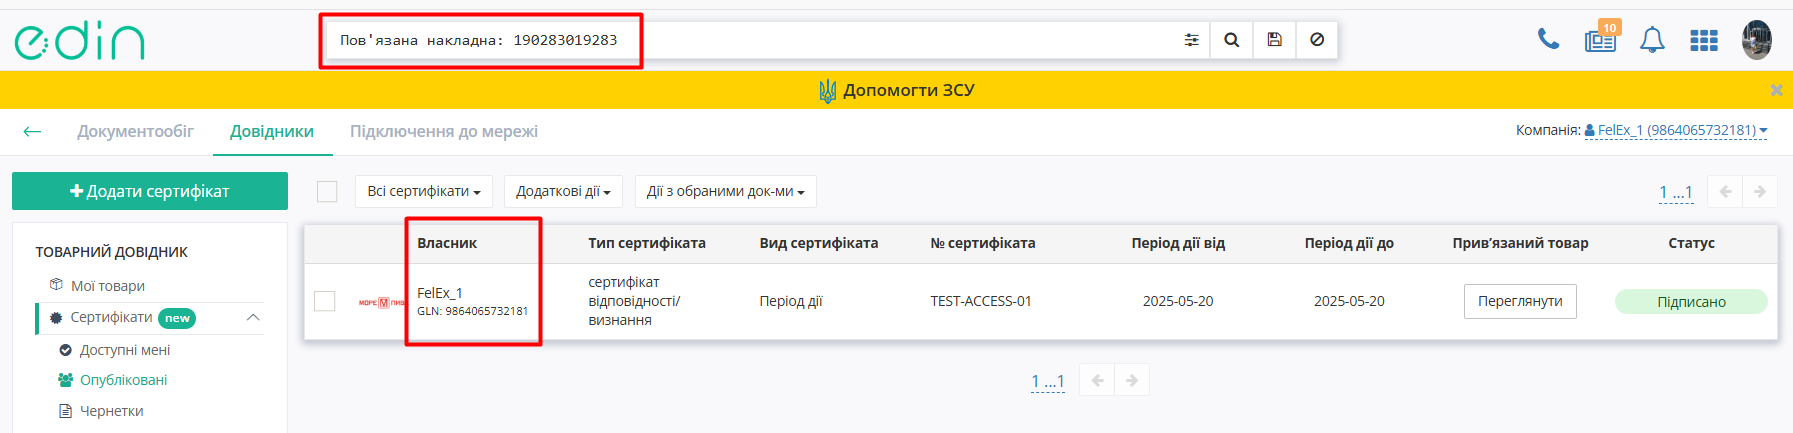 edin
Пов'язана накладна: 190283019283
10
Допомогти ЗСУ
Документообіг Довідники Підключення до мережі
Компанія: FelEx_1 (9864065732181)
+ Додати сертифікат
Всі сертифікати Додаткові дії Дії з обраними док-ми
1 ...1
ТОВАРНИЙ ДОВІДНИК
Мої товари
Сертифікати new
Доступні мені
Опубліковані
Чернетки
Власник Тип сертифіката Вид сертифіката № сертифіката Період дії від Період дії до Прив'язаний товар Статус
МОРЕ М ПИВА
FelEx_1
GLN: 9864065732181
сертифікат
відповідності/
визнання
Період дії
TEST-ACCESS-01
2025-05-20
2025-05-20
Переглянути
Підписано
1 ...1